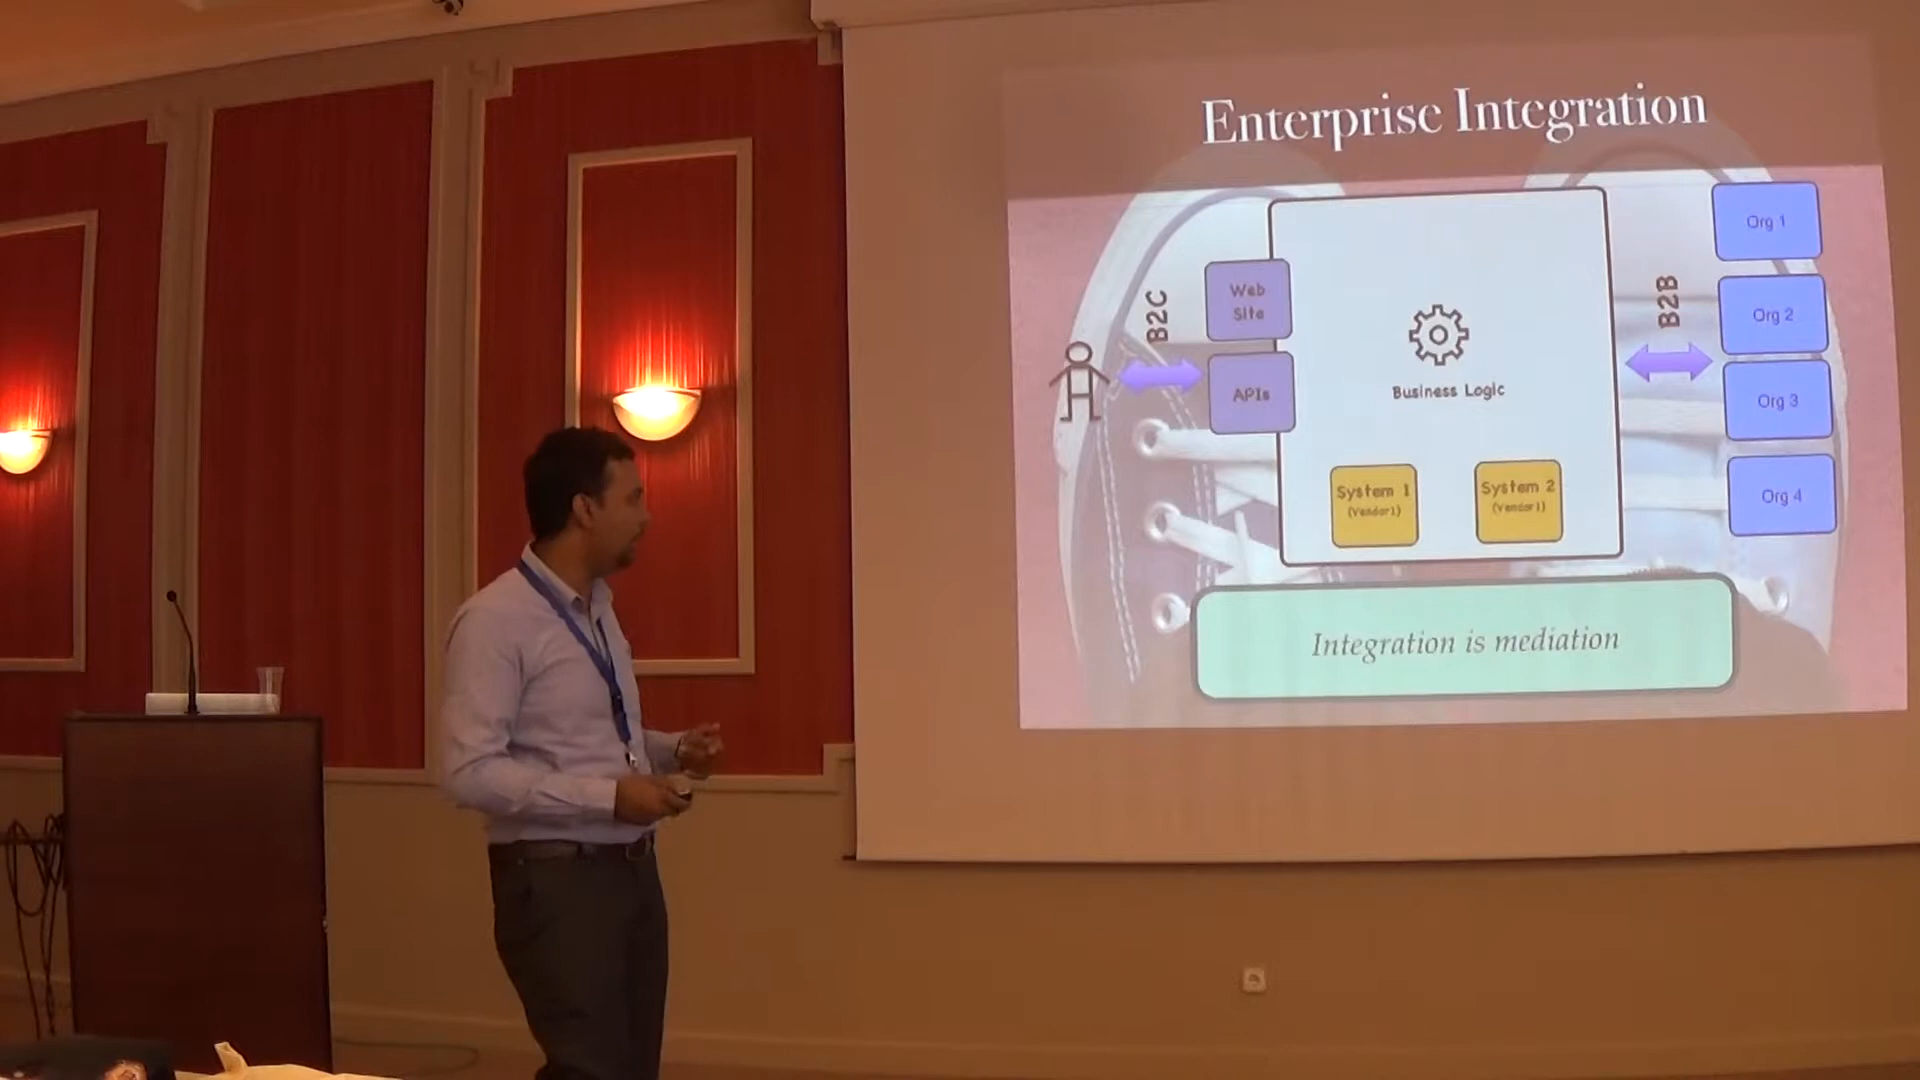 Enterprise Integration
B2C
Web
Site
APIs
Business Logic
System 1
(Vendor1)
System 2
(Vendor1)
B2B
Org 1
Org 2
Org 3
Org 4
Integration is mediation